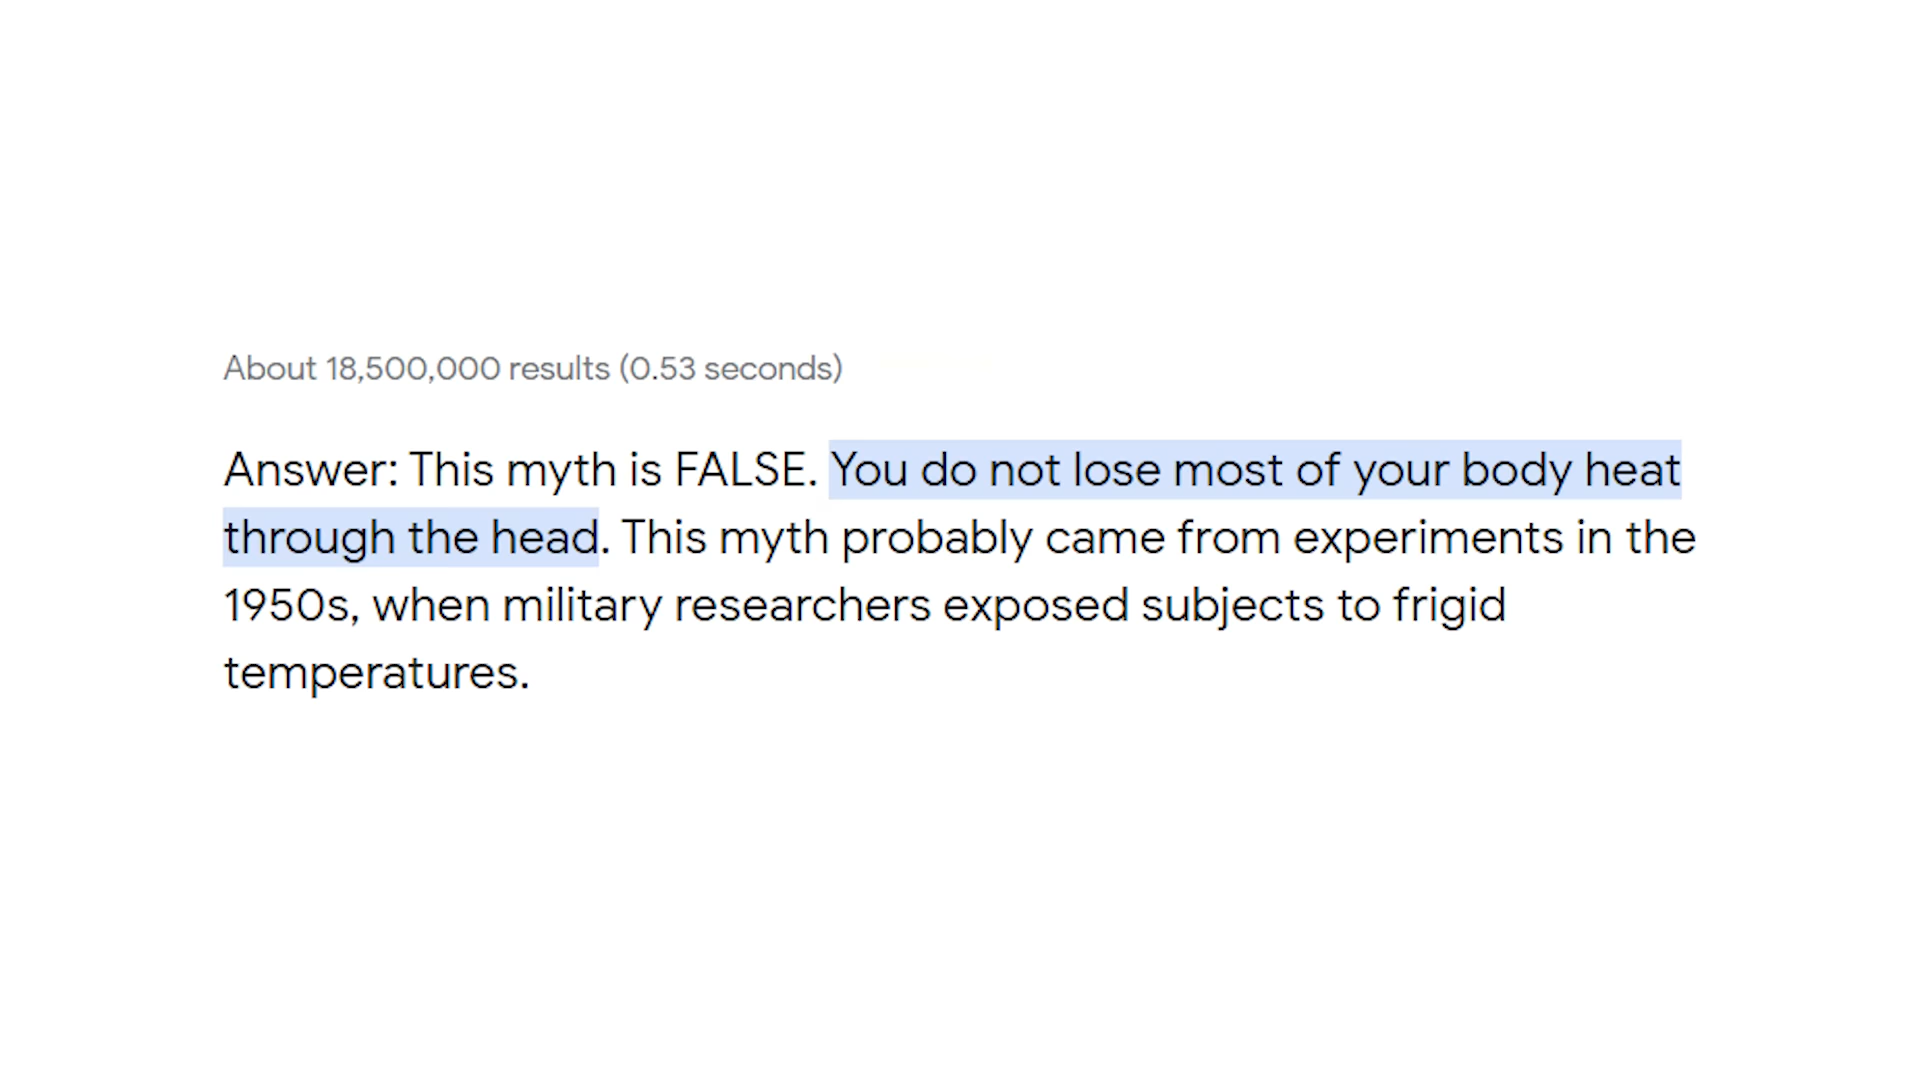 About 18,500,000 results (0.53 seconds)
Answer: This myth is FALSE. You do not lose most of your body heat
through the head. This myth probably came from experiments in the
1950s, when military researchers exposed subjects to frigid
temperatures.